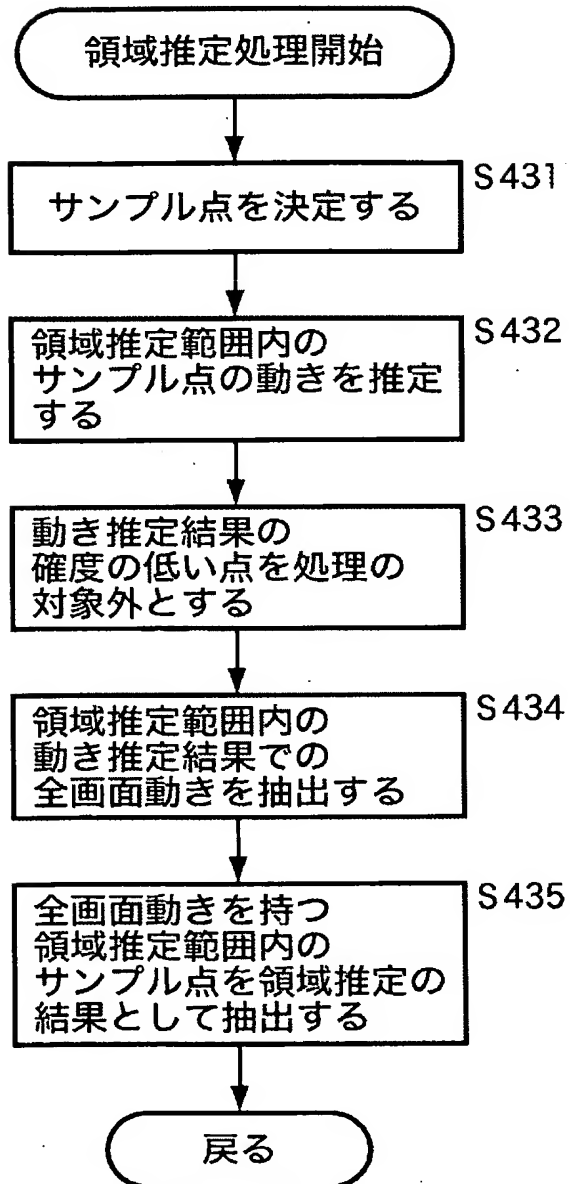 領域推定処理開始
S431
サンプル点を決定する
S432
領域推定範囲内の
サンプル点の動きを推定
する
S433
動き推定結果の
確度の低い点を処理の
対象外とする
S434
領域推定範囲内の
動き推定結果での
全画面動きを抽出する
S435
全画面動きを持つ
領域推定範囲内の
サンプル点を領域推定の
結果として抽出する
戻る